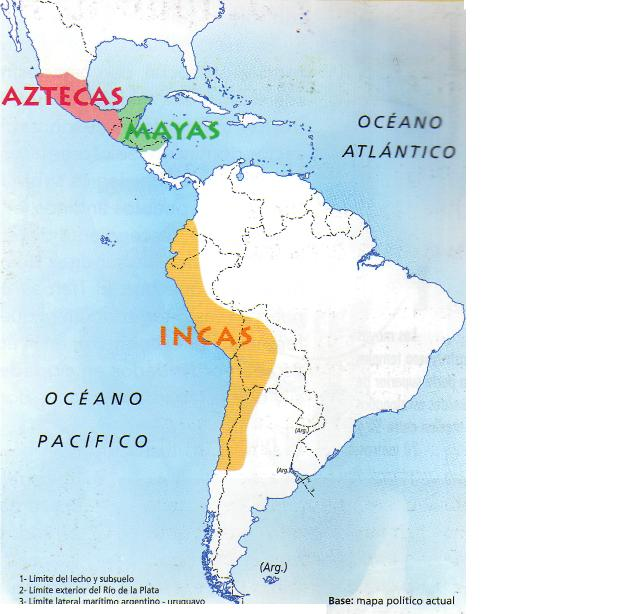 AZTECAS
MAYAS
OCÉANO
ATLÁNTICO
INCAS
OCÉANO
PACÍFICO
(Arg.)
(Arg.)
(Arg.)
1- Límite del lecho y subsuelo
2- Límite exterior del Río de la Plata
3- Límite lateral marítimo argentino - uruguayo
Base: mapa político actual